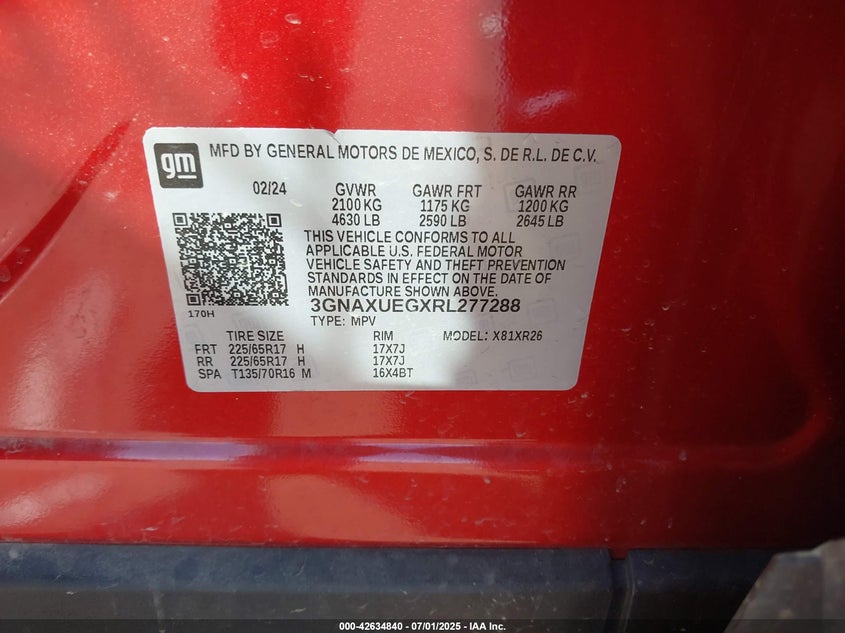 gm MFD BY GENERAL MOTORS DE MEXICO, S. DE R.L. DE C.V.
02/24 GVWR GAWR FRT GAWR RR
2100 KG 1175 KG 1200 KG
4630 LB 2590 LB 2645 LB
THIS VEHICLE CONFORMS TO ALL
APPLICABLE U.S. FEDERAL MOTOR
VEHICLE SAFETY AND THEFT PREVENTION
STANDARDS IN EFFECT ON THE DATE OF
MANUFACTURE SHOWN ABOVE.
170H 3GNAXUEGXRL277288
TYPE: MPV
TIRE SIZE RIM MODEL: X81XR26
FRT 225/65R17 H 17X7J
RR 225/65R17 H 17X7J
SPA T135/70R16 M 16X4BT
000-42634840 - 07/01/2025 - IAA Inc.